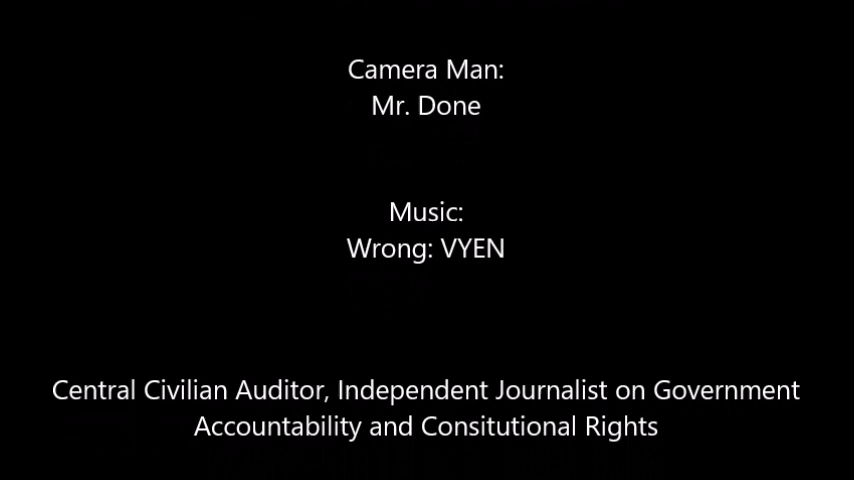 Camera Man:
Mr. Done
Music:
Wrong: VYEN
Central Civilian Auditor, Independent Journalist on Government
Accountability and Consitutional Rights